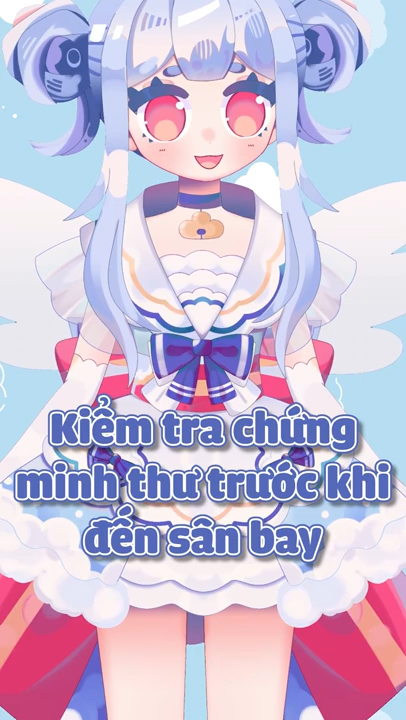 Kiểm tra chứng
minh thư trước khi
đến sân bay